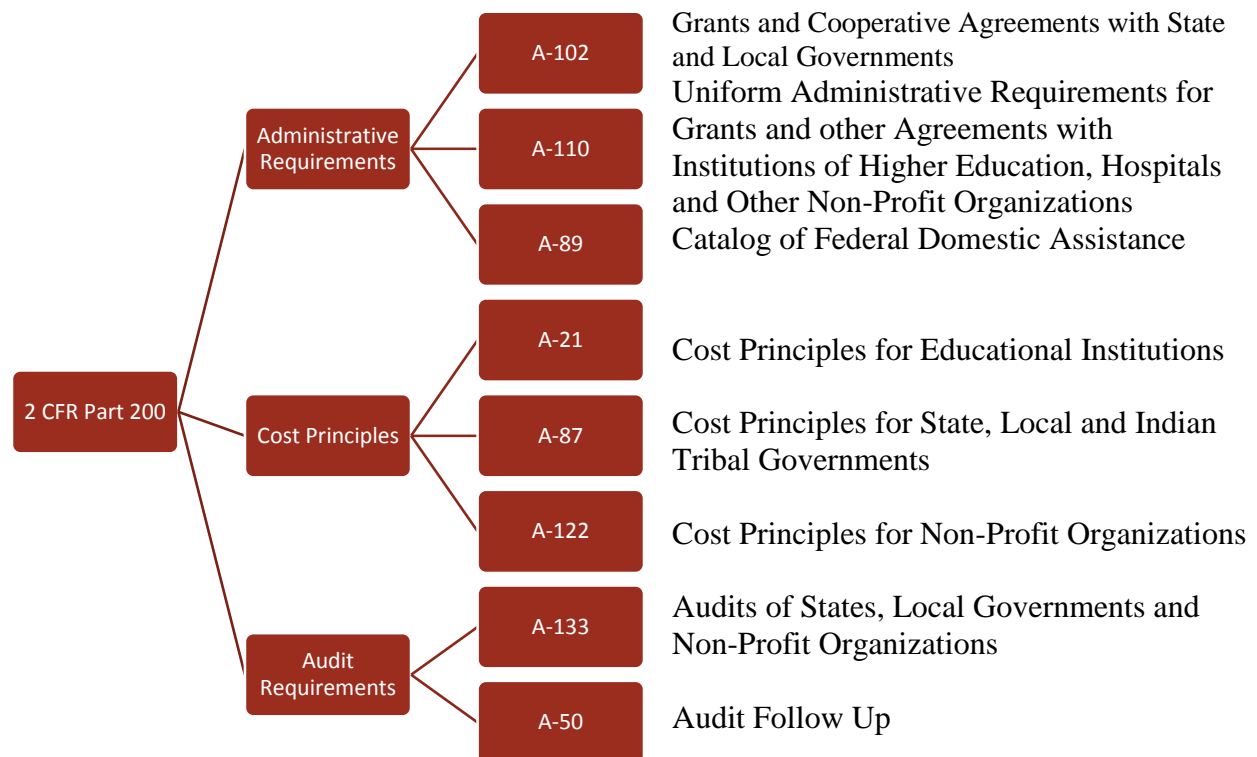 2 CFR Part 200
Administrative
Requirements
A-102
Grants and Cooperative Agreements with State
and Local Governments
A-110
Uniform Administrative Requirements for
Grants and other Agreements with
Institutions of Higher Education, Hospitals
and Other Non-Profit Organizations
A-89
Catalog of Federal Domestic Assistance
Cost Principles
A-21
Cost Principles for Educational Institutions
A-87
Cost Principles for State, Local and Indian
Tribal Governments
A-122
Cost Principles for Non-Profit Organizations
Audit
Requirements
A-133
Audits of States, Local Governments and
Non-Profit Organizations
A-50
Audit Follow Up